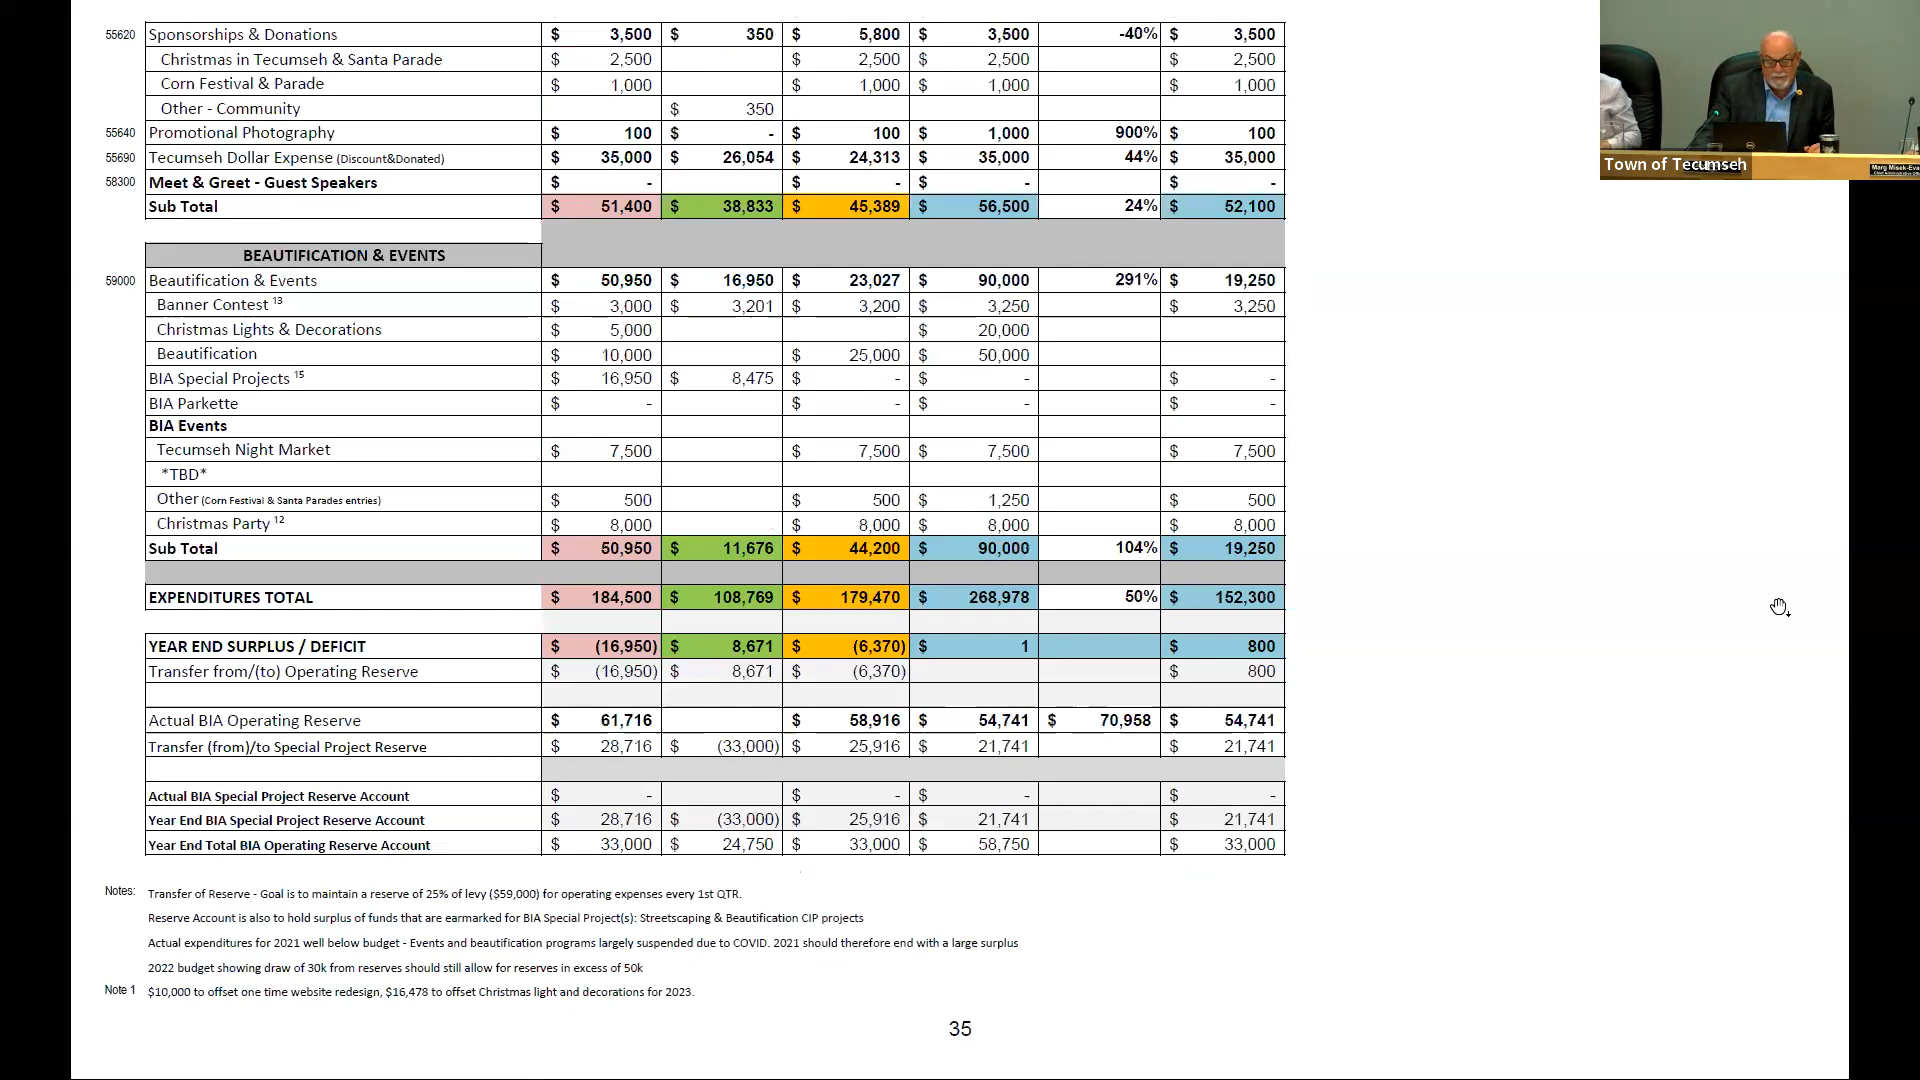 55620 Sponsorships & Donations $ 3,500 $ 350 $ 5,800 $ 3,500 -40% $ 3,500
Christmas in Tecumseh & Santa Parade $ 2,500 $ 2,500 $ 2,500 $ 2,500
Corn Festival & Parade $ 1,000 $ 1,000 $ 1,000 $ 1,000
Other - Community $ 350
55640 Promotional Photography $ 100 $ - $ 100 $ 1,000 900% $ 100
55690 Tecumseh Dollar Expense (Discount&Donated) $ 35,000 $ 26,054 $ 24,313 $ 35,000 44% $ 35,000
58300 Meet & Greet - Guest Speakers $ - $ - $ - $ -
Sub Total $ 51,400 $ 38,833 $ 45,389 $ 56,500 24% $ 52,100
BEAUTIFICATION & EVENTS
59000 Beautification & Events $ 50,950 $ 16,950 $ 23,027 $ 90,000 291% $ 19,250
Banner Contest 13 $ 3,000 $ 3,201 $ 3,200 $ 3,250 $ 3,250
Christmas Lights & Decorations $ 5,000 $ 20,000
Beautification $ 10,000 $ 25,000 $ 50,000
BIA Special Projects 15 $ 16,950 $ 8,475 $ - $ - $ -
BIA Parkette $ - $ - $ - $ -
BIA Events
Tecumseh Night Market $ 7,500 $ 7,500 $ 7,500 $ 7,500
*TBD*
Other (Corn Festival & Santa Parades entries) $ 500 $ 500 $ 1,250 $ 500
Christmas Party 12 $ 8,000 $ 8,000 $ 8,000 $ 8,000
Sub Total $ 50,950 $ 11,676 $ 44,200 $ 90,000 104% $ 19,250
EXPENDITURES TOTAL $ 184,500 $ 108,769 $ 179,470 $ 268,978 50% $ 152,300
YEAR END SURPLUS / DEFICIT $ (16,950) $ 8,671 $ (6,370) $ 1 $ 800
Transfer from/(to) Operating Reserve $ (16,950) $ 8,671 $ (6,370) $ 800
Actual BIA Operating Reserve $ 61,716 $ 58,916 $ 54,741 $ 70,958 $ 54,741
Transfer (from)/to Special Project Reserve $ 28,716 $ (33,000) $ 25,916 $ 21,741 $ 21,741
Actual BIA Special Project Reserve Account $ - $ - $ - $ -
Year End BIA Special Project Reserve Account $ 28,716 $ (33,000) $ 25,916 $ 21,741 $ 21,741
Year End Total BIA Operating Reserve Account $ 33,000 $ 24,750 $ 33,000 $ 58,750 $ 33,000
Notes: Transfer of Reserve - Goal is to maintain a reserve of 25% of levy ($59,000) for operating expenses every 1st QTR.
Reserve Account is also to hold surplus of funds that are earmarked for BIA Special Project(s): Streetscaping & Beautification CIP projects
Actual expenditures for 2021 well below budget - Events and beautification programs largely suspended due to COVID. 2021 should therefore end with a large surplus
2022 budget showing draw of 30k from reserves should still allow for reserves in excess of 50k
Note 1 $10,000 to offset one time website redesign, $16,478 to offset Christmas light and decorations for 2023.
35
Town of Tecumseh
Marg Misek-Eva